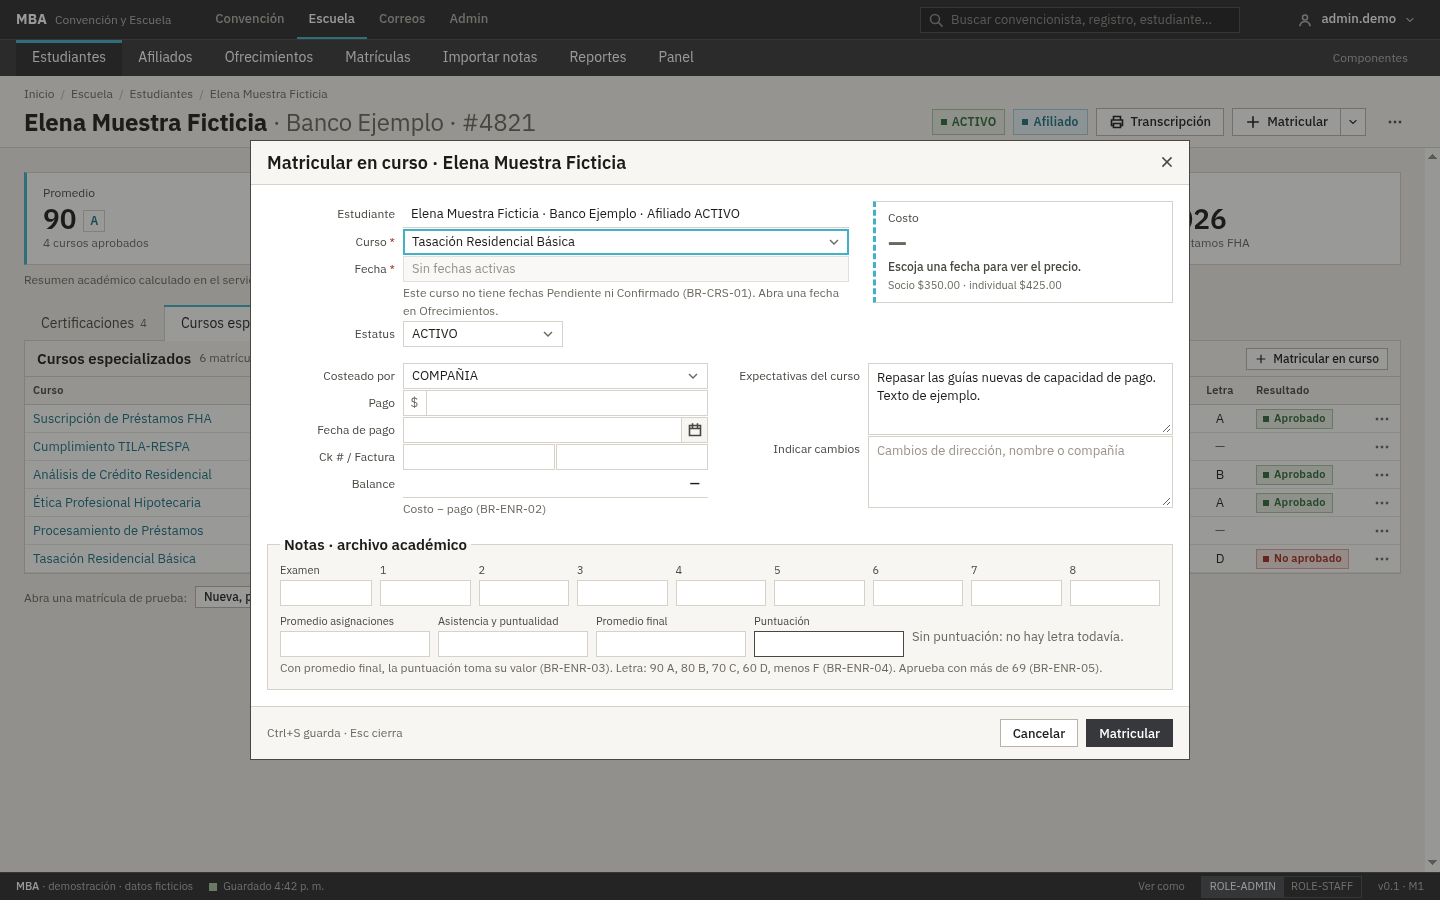 MBA Convención y Escuela
Convención Escuela Correos Admin
Buscar convencionista, registro, estudiante...
admin.demo
Estudiantes Afiliados Ofrecimientos Matrículas Importar notas Reportes Panel
Componentes
Inicio / Escuela / Estudiantes / Elena Muestra Ficticia
Elena Muestra Ficticia · Banco Ejemplo · #4821
ACTIVO Afiliado Transcripción Matricular
Promedio
90 A
4 cursos aprobados
Certificaciones 4
Cursos especializados 6
Matricular en curso
Curso Letra Resultado
Suscripción de Préstamos FHA A Aprobado
Cumplimiento TILA-RESPA —
Análisis de Crédito Residencial B Aprobado
Ética Profesional Hipotecaria A Aprobado
Procesamiento de Préstamos —
Tasación Residencial Básica D No aprobado
Abra una matrícula de prueba: Nueva,
Matricular en curso · Elena Muestra Ficticia
Estudiante Elena Muestra Ficticia · Banco Ejemplo · Afiliado ACTIVO
Curso * Tasación Residencial Básica
Fecha * Sin fechas activas
Este curso no tiene fechas Pendiente ni Confirmado (BR-CRS-01). Abra una fecha
en Ofrecimientos.
Estatus ACTIVO
Costo
—
Escoja una fecha para ver el precio.
Socio $350.00 · individual $425.00
Costeado por COMPAÑIA
Pago $
Fecha de pago
Ck # / Factura
Balance —
Costo – pago (BR-ENR-02)
Expectativas del curso
Repasar las guías nuevas de capacidad de pago.
Texto de ejemplo.
Indicar cambios
Cambios de dirección, nombre o compañía
Notas · archivo académico
Examen 1 2 3 4 5 6 7 8
Promedio asignaciones Asistencia y puntualidad Promedio final Puntuación
Sin puntuación: no hay letra todavía.
Con promedio final, la puntuación toma su valor (BR-ENR-03). Letra: 90 A, 80 B, 70 C, 60 D, menos F (BR-ENR-04). Aprueba con más de 69 (BR-ENR-05).
Ctrl+S guarda · Esc cierra
Cancelar Matricular
MBA · demostración · datos ficticios Guardado 4:42 p. m.
Ver como ROLE-ADMIN ROLE-STAFF v0.1 · M1